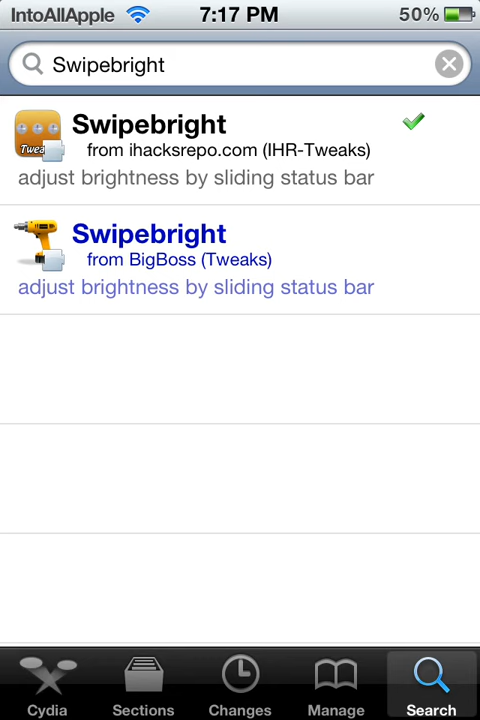 IntoAllApple 7:17 PM 50%
Swipebright
Swipebright
from ihacksrepo.com (IHR-Tweaks)
Tweak
adjust brightness by sliding status bar
Swipebright
from BigBoss (Tweaks)
adjust brightness by sliding status bar
Cydia Sections Changes Manage Search